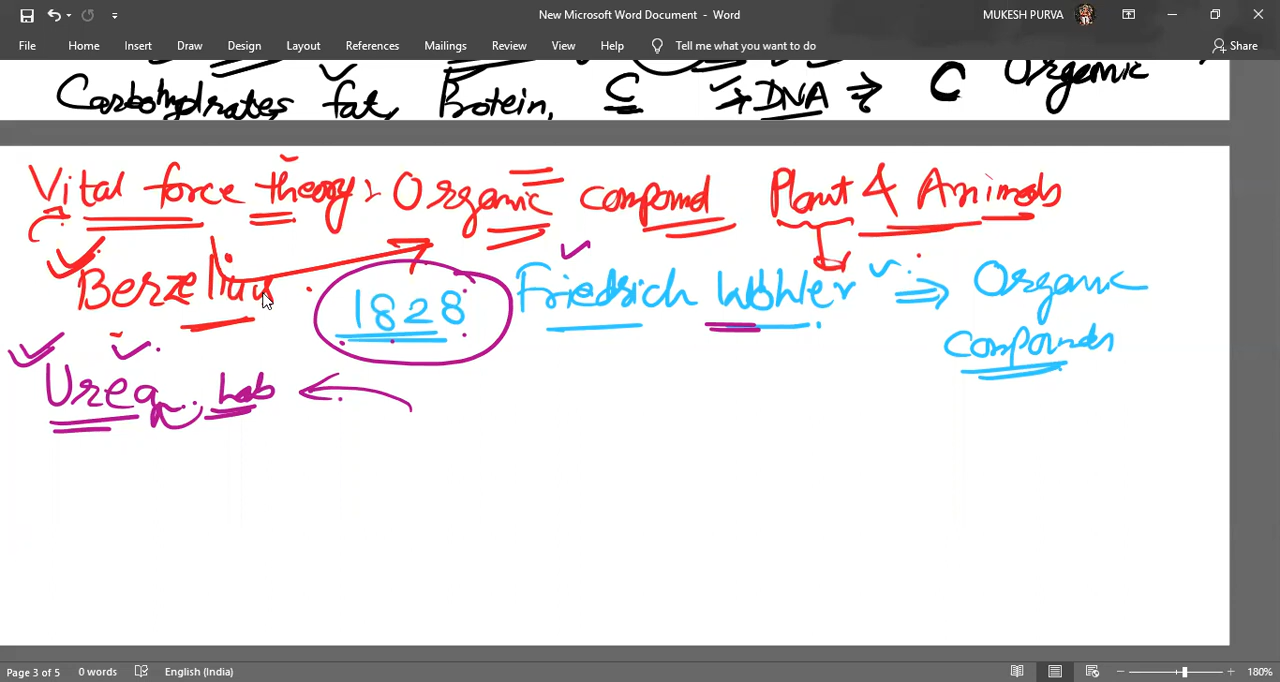 New Microsoft Word Document - Word
MUKESH PURVA
File Home Insert Draw Design Layout References Mailings Review View Help Tell me what you want to do Share
Carbohydrates fat, Protein, C → DNA → C Organic
Vital force theory: Organic compound Plant & Animals
Berzelius 1828 Friedrich Wöhler ⇒ Organic
compounds
Urea Lab ←
Page 3 of 5 0 words English (India) 180%